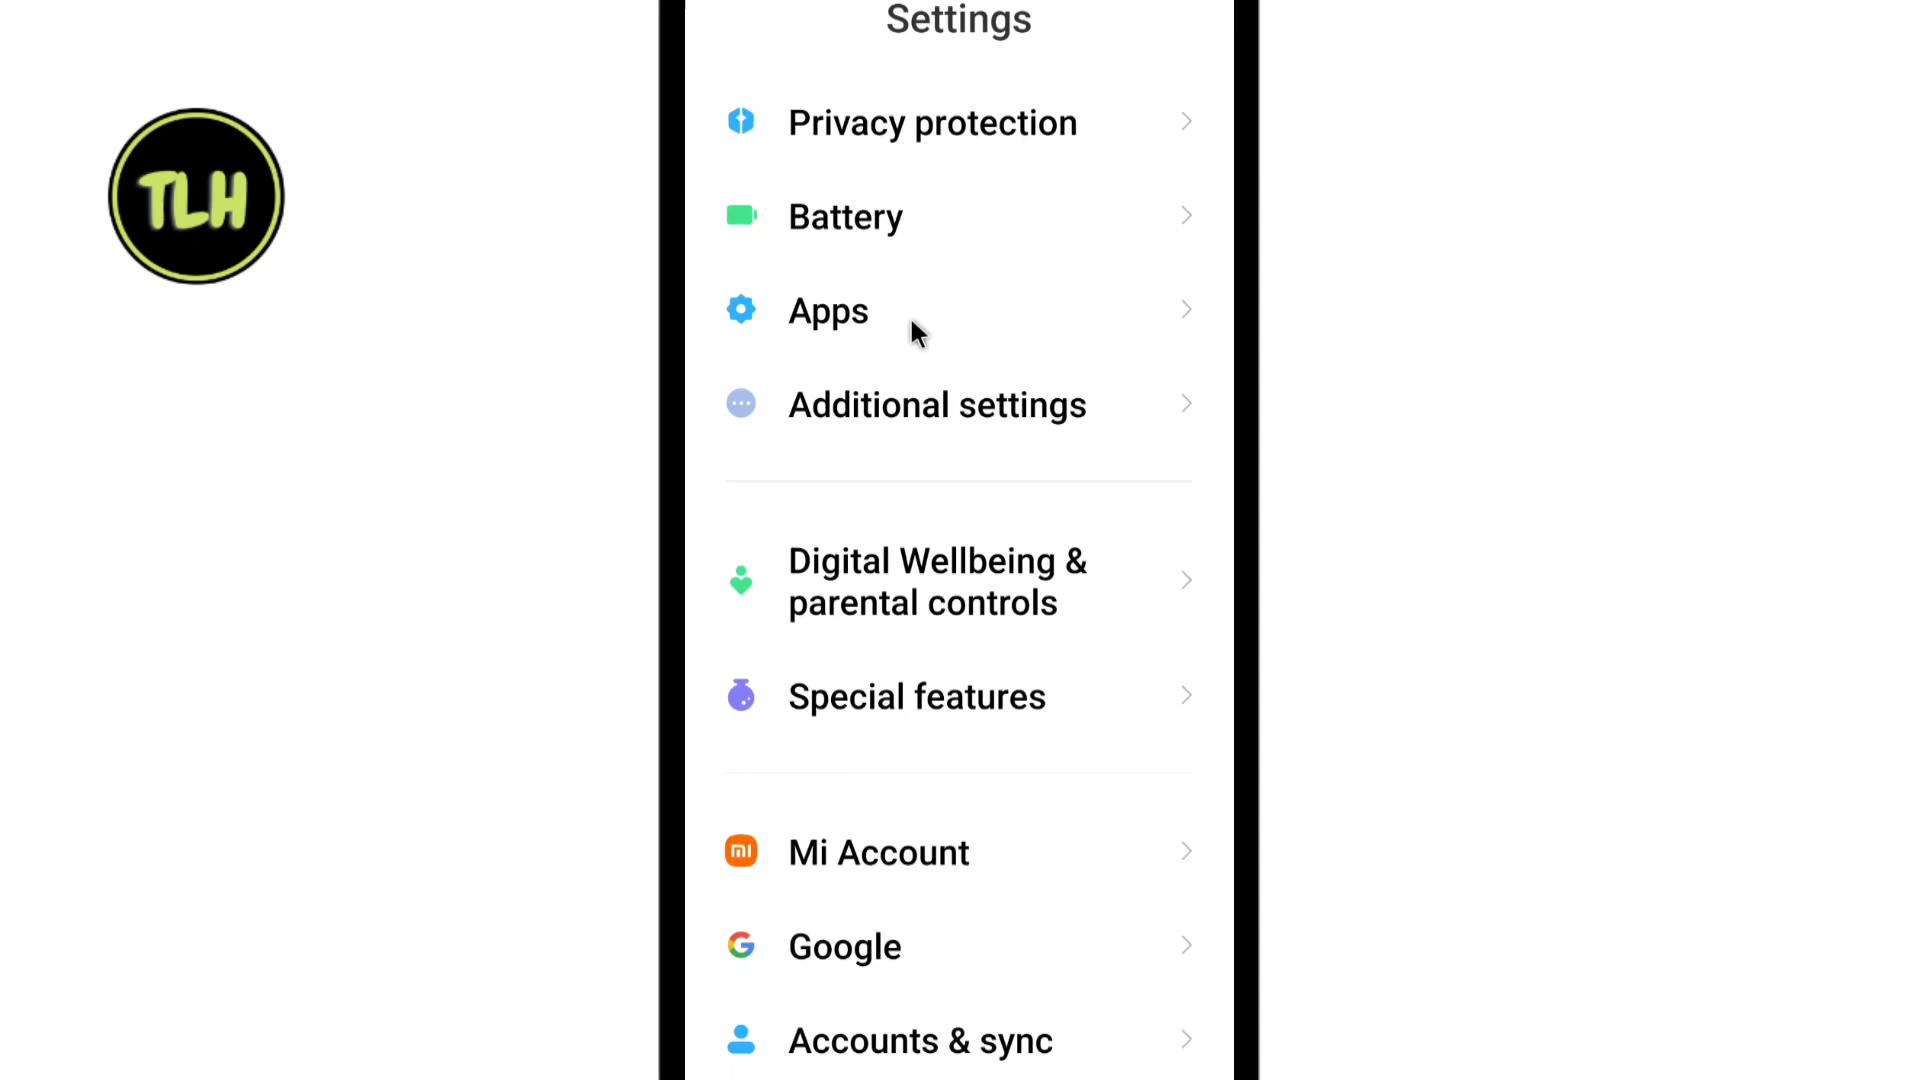 Settings
TLH
Privacy protection
Battery
Apps
Additional settings
Digital Wellbeing &
parental controls
Special features
Mi Account
Google
Accounts & sync